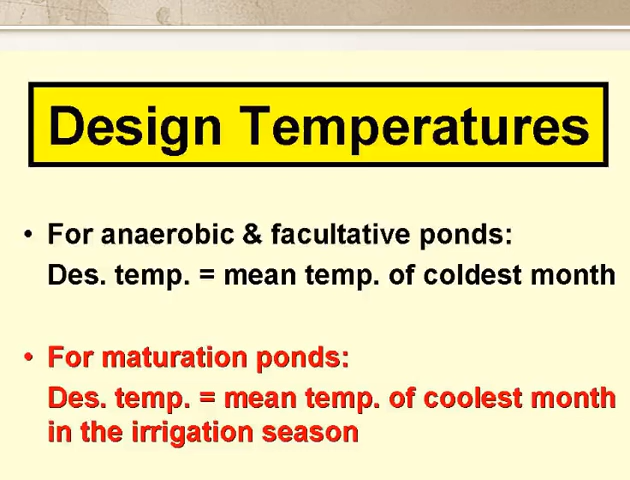 Design Temperatures
• For anaerobic & facultative ponds:
Des. temp. = mean temp. of coldest month
• For maturation ponds:
Des. temp. = mean temp. of coolest month
in the irrigation season